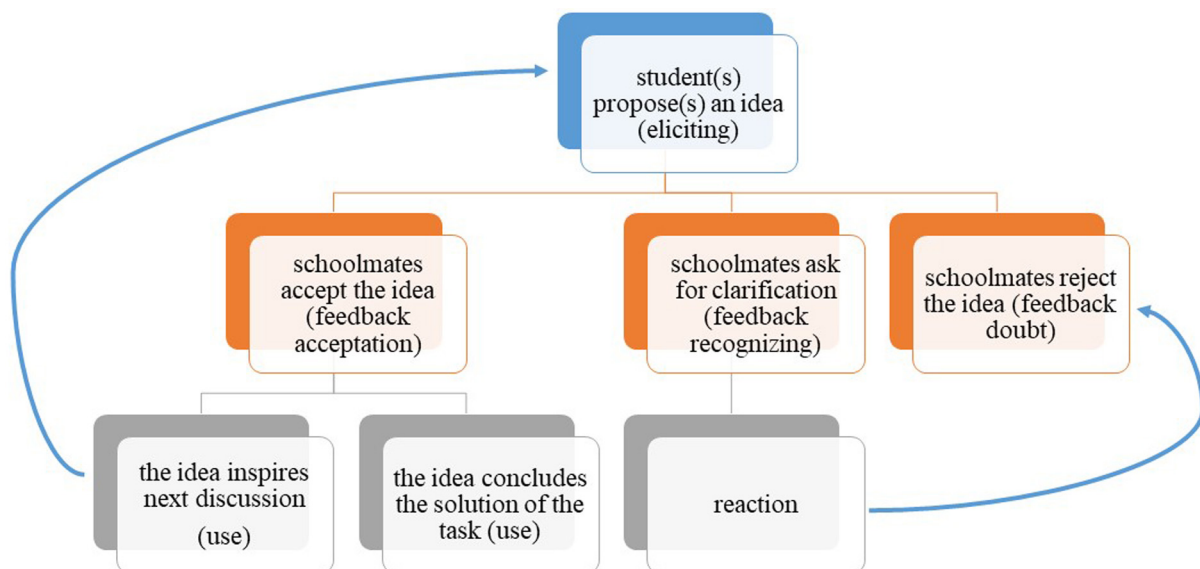 student(s)
propose(s) an idea
(eliciting)
schoolmates
accept the idea
(feedback
acceptation)
schoolmates ask
for clarification
(feedback
recognizing)
schoolmates reject
the idea (feedback
doubt)
the idea inspires
next discussion
(use)
the idea concludes
the solution of the
task (use)
reaction